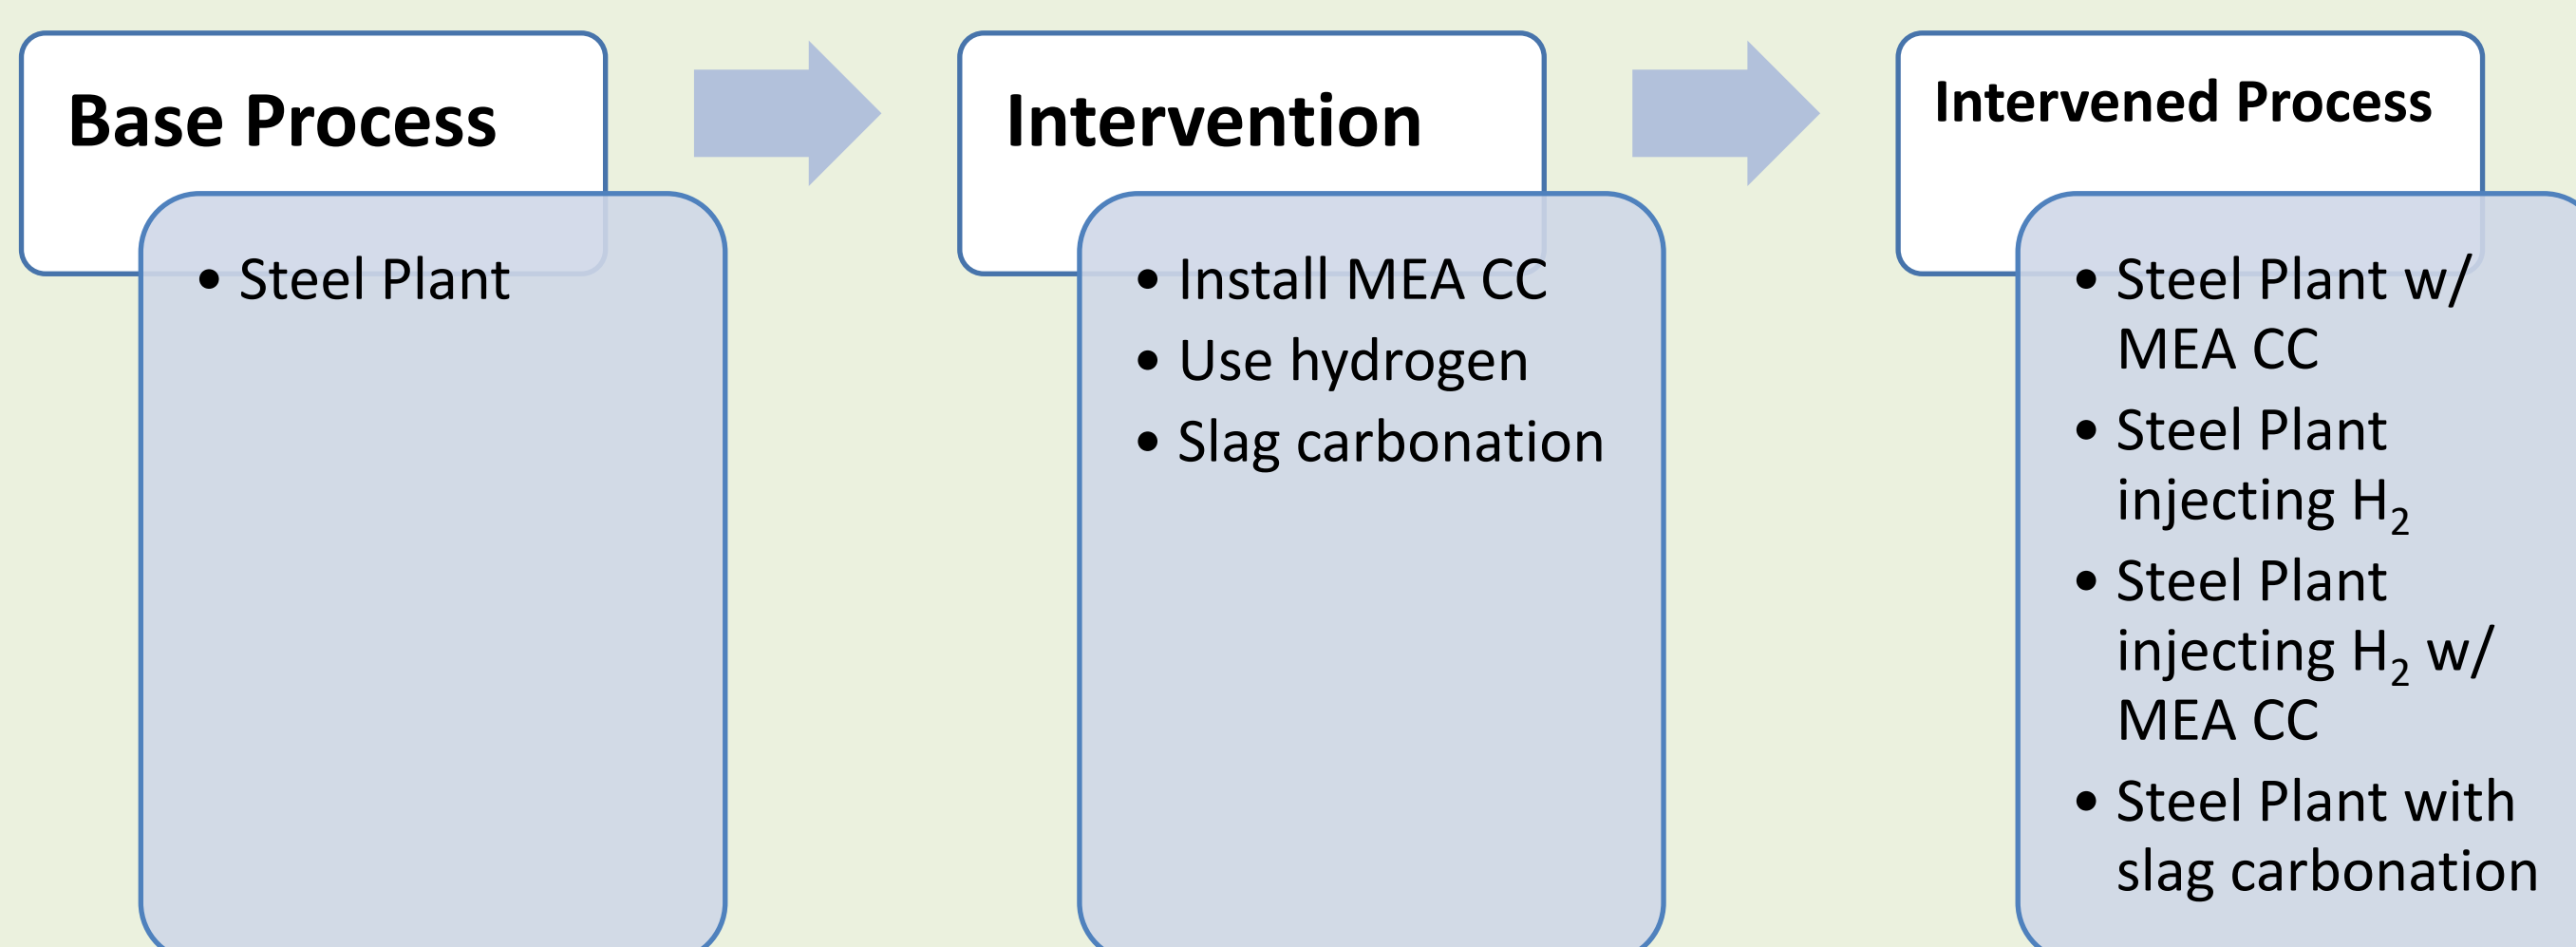 Base Process
• Steel Plant
Intervention
• Install MEA CC
• Use hydrogen
• Slag carbonation
Intervened Process
• Steel Plant w/
MEA CC
• Steel Plant
injecting H₂
• Steel Plant
injecting H₂ w/
MEA CC
• Steel Plant with
slag carbonation